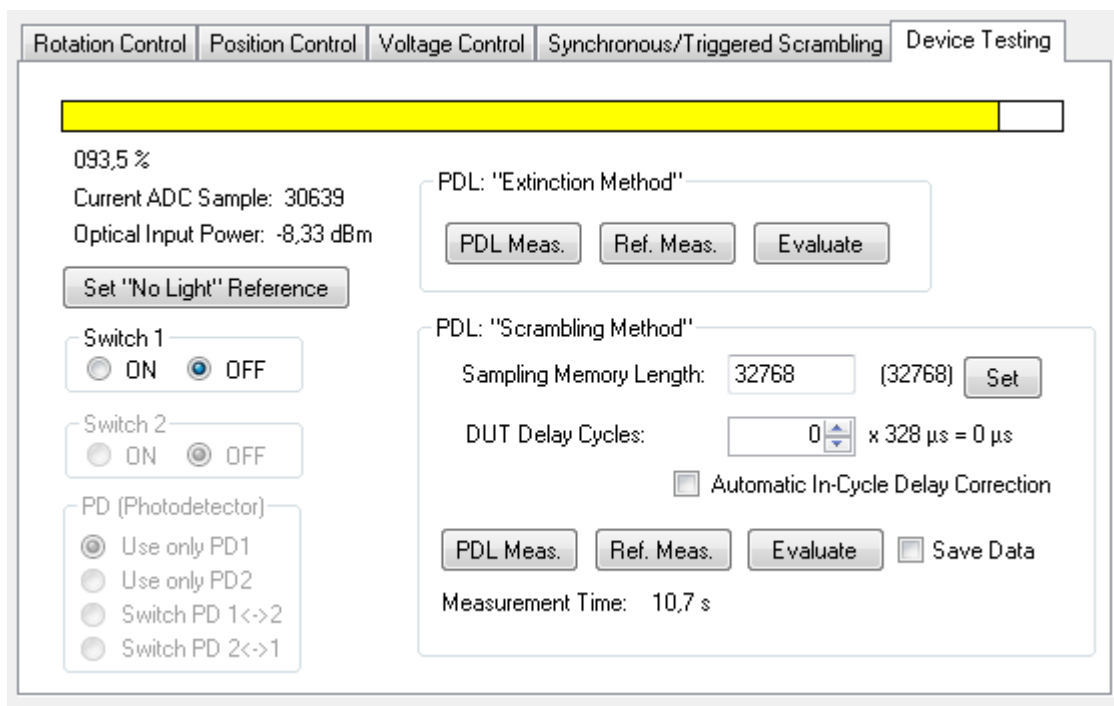 Rotation Control Position Control Voltage Control Synchronous/Triggered Scrambling Device Testing
093,5 %
Current ADC Sample: 30639
Optical Input Power: -8,33 dBm
Set "No Light" Reference
Switch 1
ON OFF
Switch 2
ON OFF
PD (Photodetector)
Use only PD1
Use only PD2
Switch PD 1<->2
Switch PD 2<->1
PDL: "Extinction Method"
PDL Meas. Ref. Meas. Evaluate
PDL: "Scrambling Method"
Sampling Memory Length: 32768 (32768) Set
DUT Delay Cycles: 0 x 328 µs = 0 µs
Automatic In-Cycle Delay Correction
PDL Meas. Ref. Meas. Evaluate Save Data
Measurement Time: 10,7 s